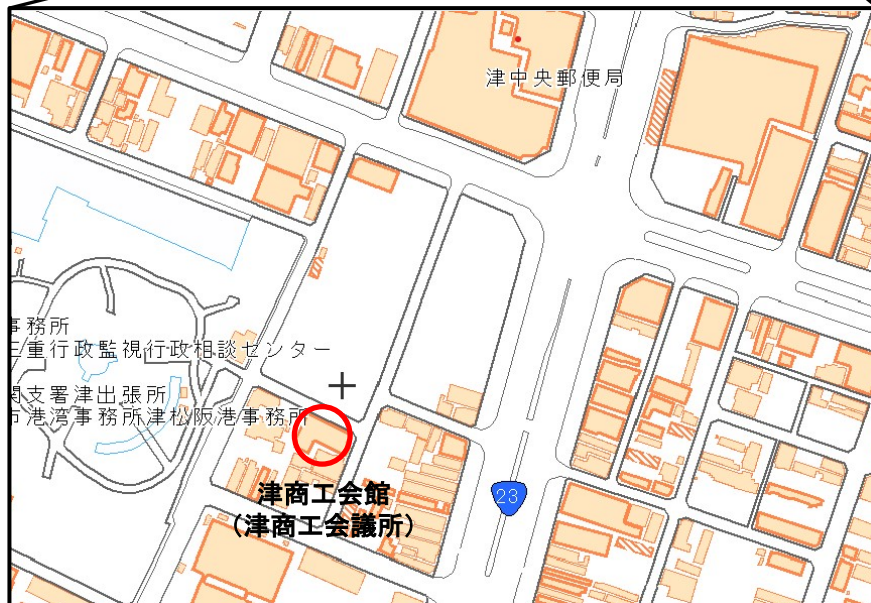 津中央郵便局
事務所
三重行政監視行政相談センター
関支署津出張所
市港湾事務所津松阪港事務所
津商工会館
(津商工会議所)
23